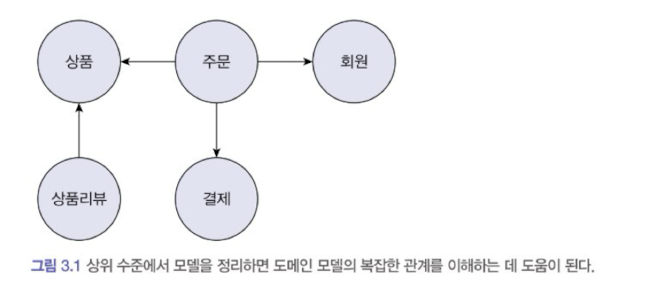 상품 주문 회원
상품리뷰 결제
그림 3.1 상위 수준에서 모델을 정리하면 도메인 모델의 복잡한 관계를 이해하는 데 도움이 된다.